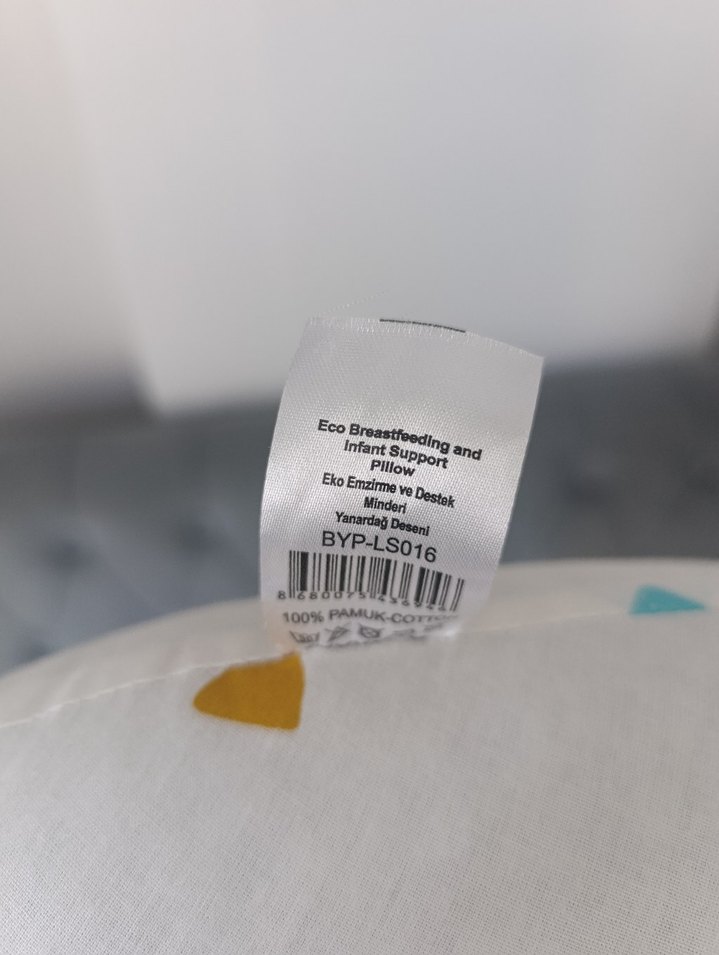 Eco Breastfeeding and
Infant Support
Pillow
Eko Emzirme ve Destek
Minderi
Yanardağ Deseni
BYP-LS016
100% PAMUK-COTTON